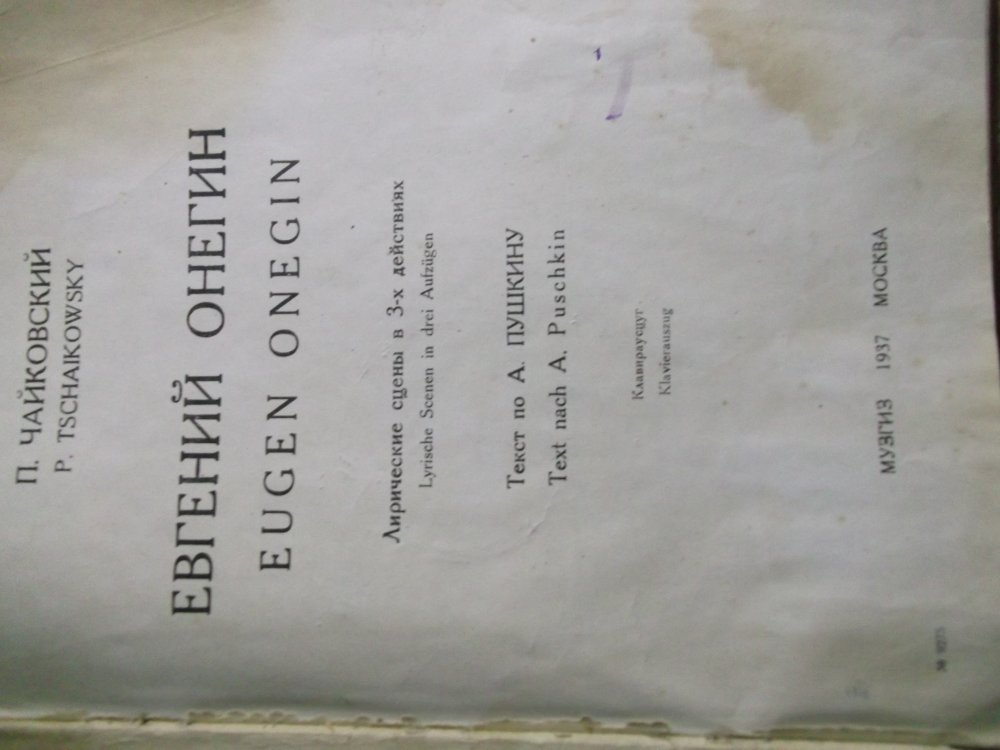 П. ЧАЙКОВСКИЙ
P. TSCHAIKOWSKY
ЕВГЕНИЙ ОНЕГИН
EUGEN ONEGIN
Лирические сцены в 3-х действиях
Lyrische Scenen in drei Aufzügen
Текст по А. ПУШКИНУ
Text nach A. Puschkin
Клавираусцуг
Klavierauszug
МУЗГИЗ 1937 МОСКВА